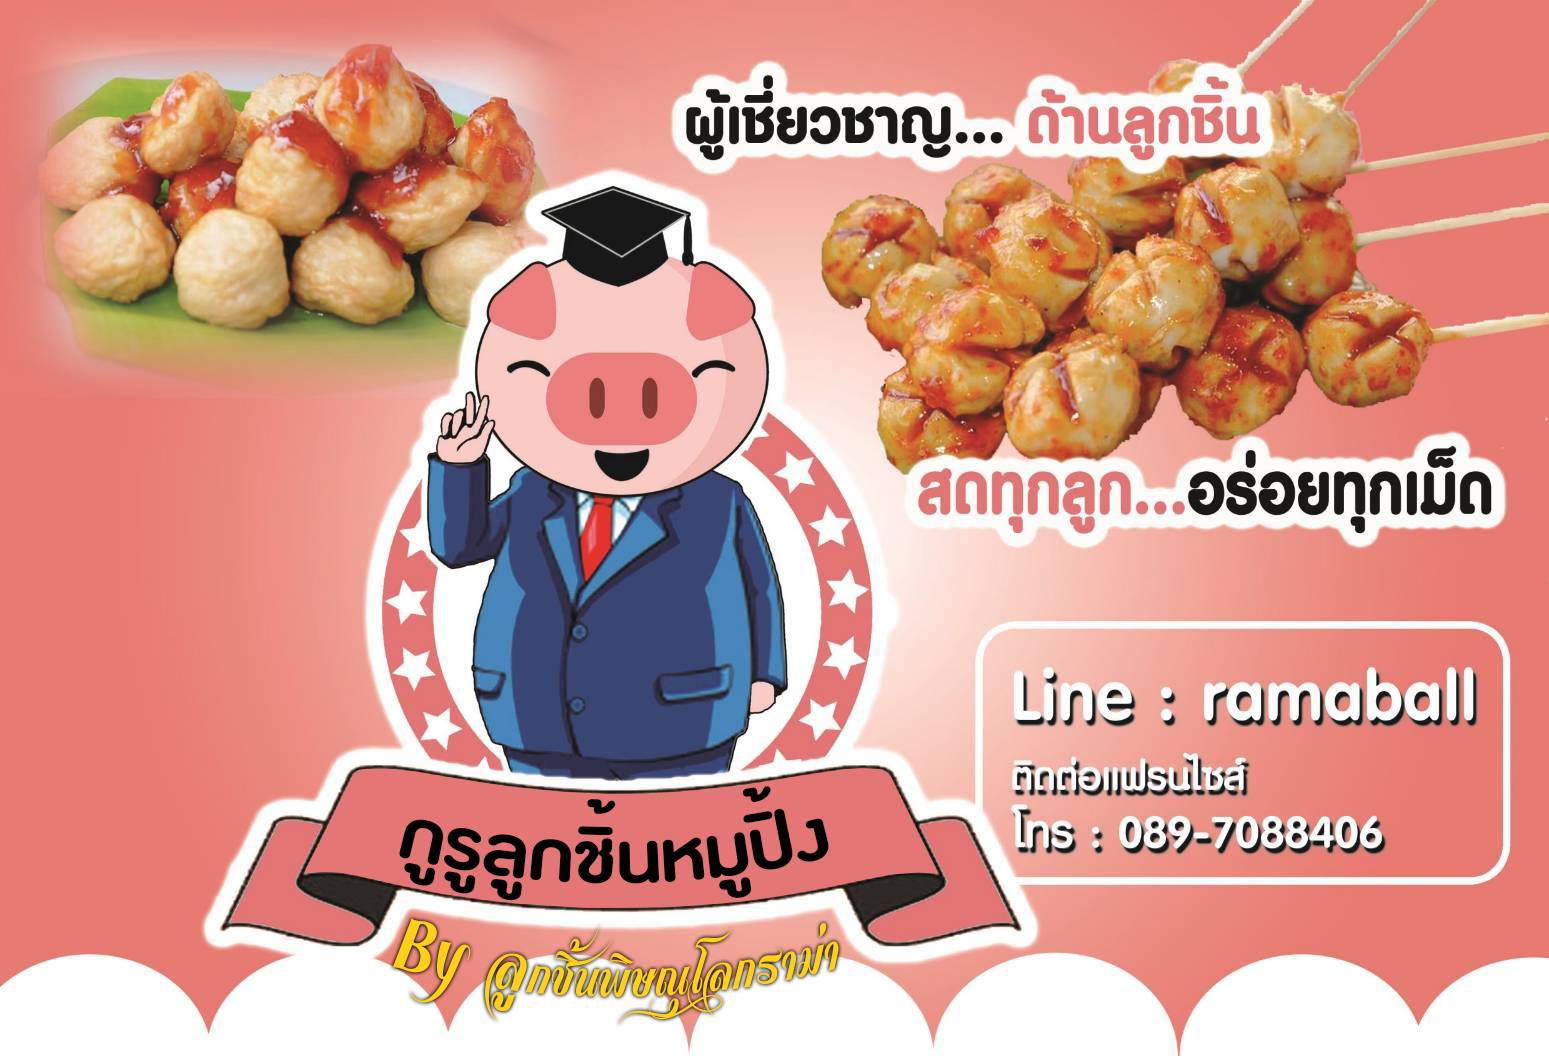 ผู้เชี่ยวชาญ... ด้านลูกชิ้น
สดทุกลูก...อร่อยทุกเม็ด
Line : ramaball
ติดต่อแฟรนไชส์
โทร : 089-7088406
กูรูลูกชิ้นหมูปิ้ง
By ลูกชิ้นพิษณุโลกราม่า